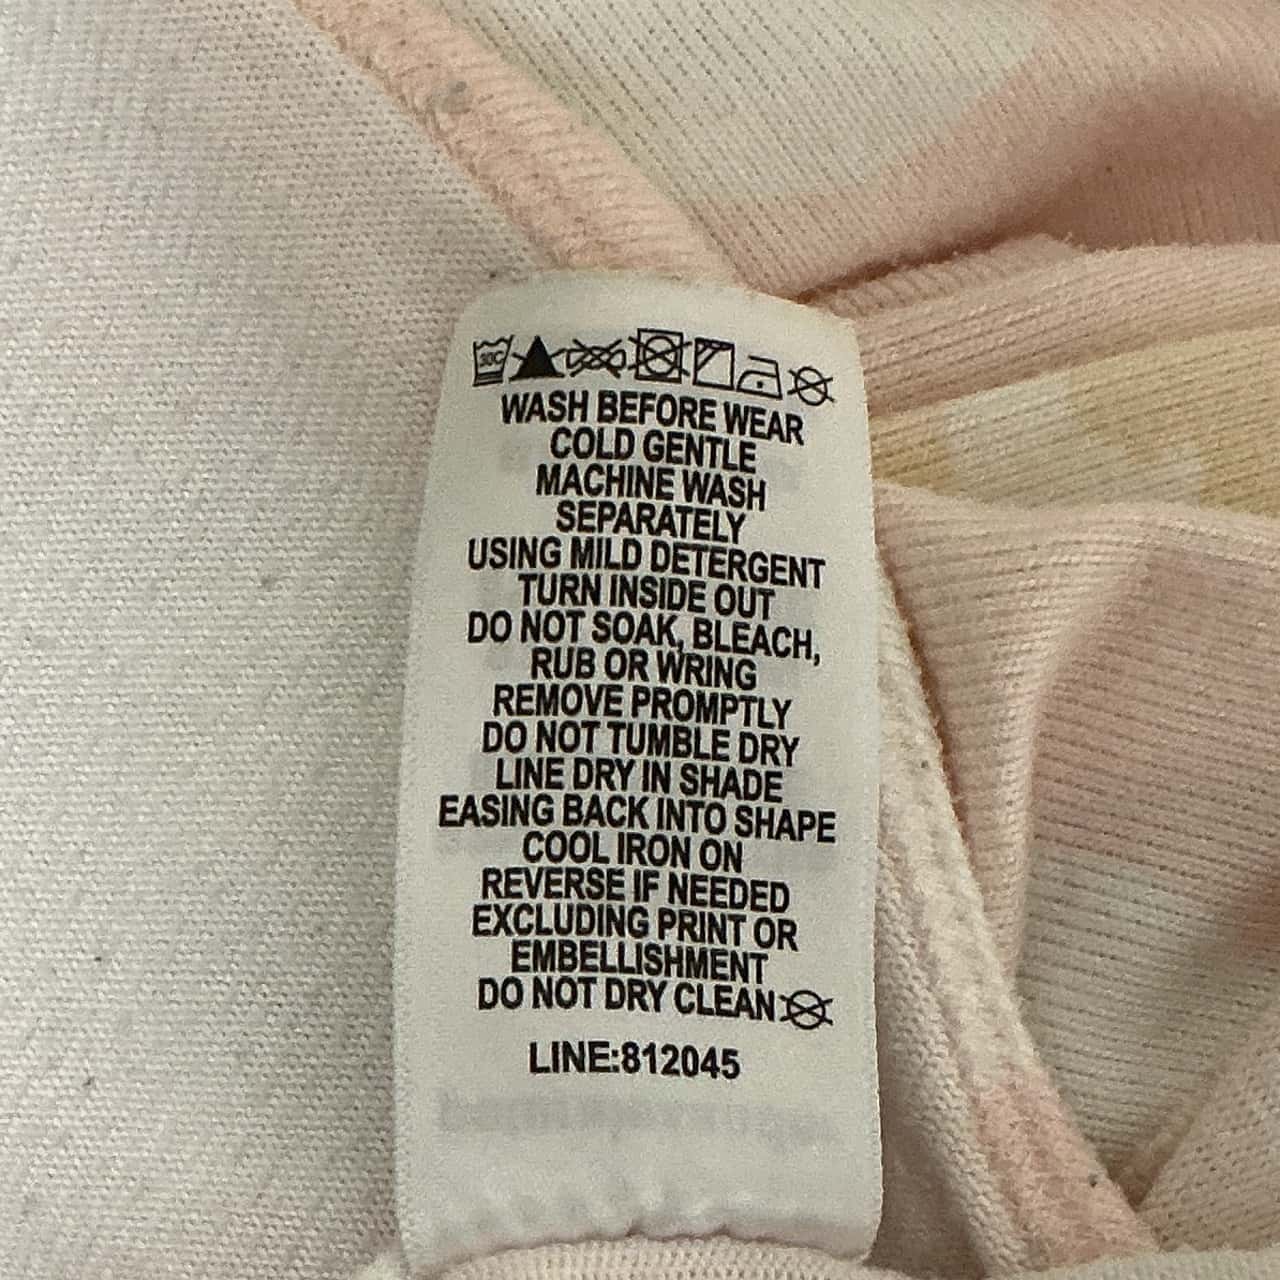 30C
WASH BEFORE WEAR
COLD GENTLE
MACHINE WASH
SEPARATELY
USING MILD DETERGENT
TURN INSIDE OUT
DO NOT SOAK, BLEACH,
RUB OR WRING
REMOVE PROMPTLY
DO NOT TUMBLE DRY
LINE DRY IN SHADE
EASING BACK INTO SHAPE
COOL IRON ON
REVERSE IF NEEDED
EXCLUDING PRINT OR
EMBELLISHMENT
DO NOT DRY CLEAN
LINE:812045